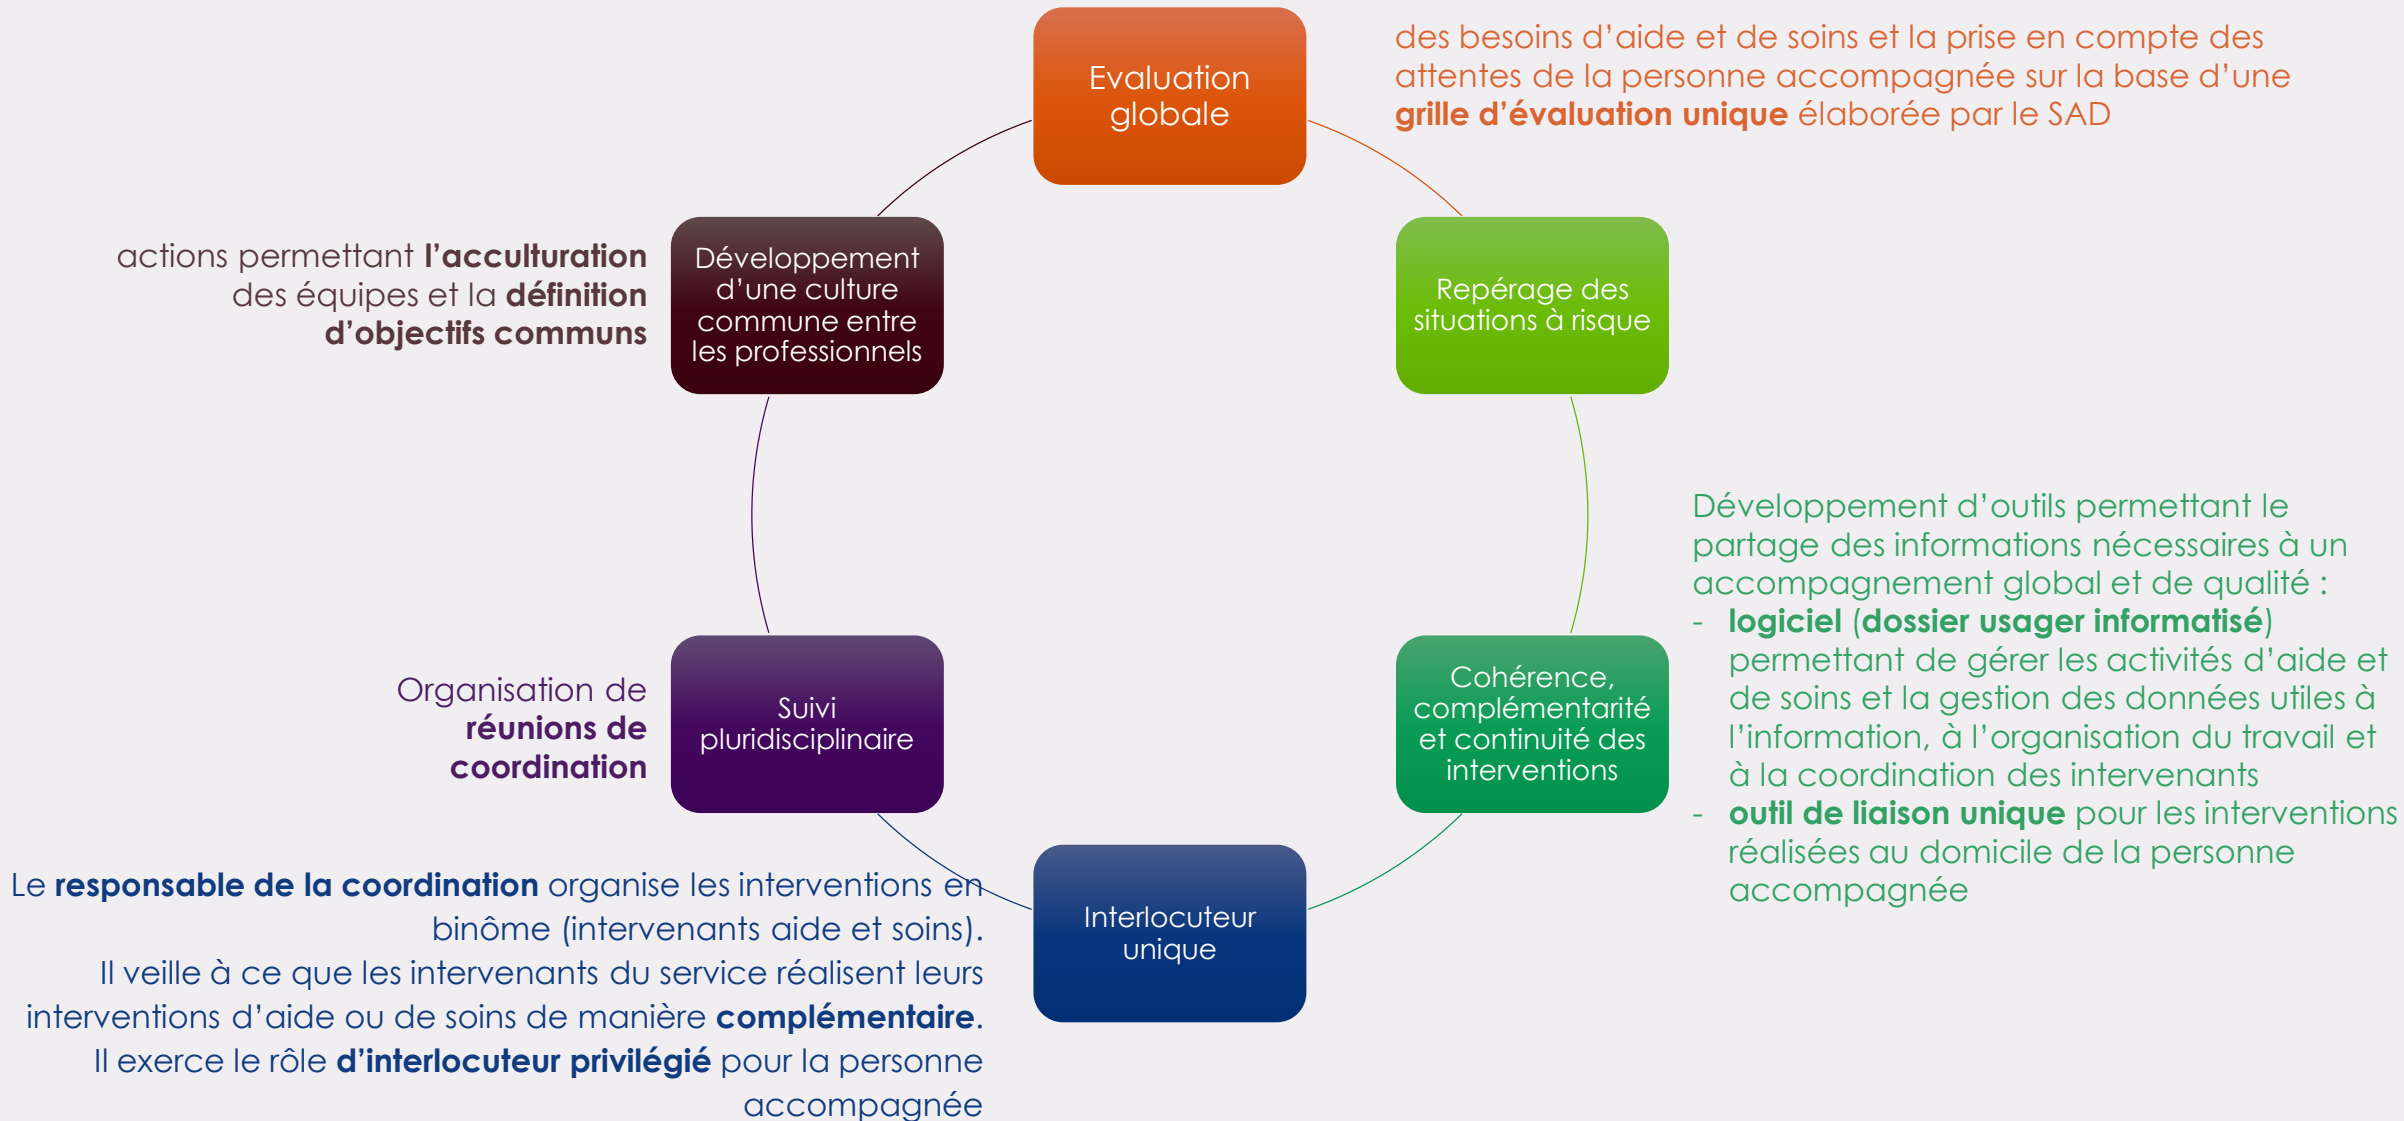 Evaluation
globale
des besoins d’aide et de soins et la prise en compte des
attentes de la personne accompagnée sur la base d’une
grille d’évaluation unique élaborée par le SAD
Repérage des
situations à risque
Cohérence,
complémentarité
et continuité des
interventions
Développement d’outils permettant le
partage des informations nécessaires à un
accompagnement global et de qualité :
- logiciel (dossier usager informatisé)
permettant de gérer les activités d’aide et
de soins et la gestion des données utiles à
l’information, à l’organisation du travail et
à la coordination des intervenants
- outil de liaison unique pour les interventions
réalisées au domicile de la personne
accompagnée
Interlocuteur
unique
Le responsable de la coordination organise les interventions en
binôme (intervenants aide et soins).
Il veille à ce que les intervenants du service réalisent leurs
interventions d’aide ou de soins de manière complémentaire.
Il exerce le rôle d’interlocuteur privilégié pour la personne
accompagnée
Suivi
pluridisciplinaire
Organisation de
réunions de
coordination
Développement
d’une culture
commune entre
les professionnels
actions permettant l’acculturation
des équipes et la définition
d’objectifs communs